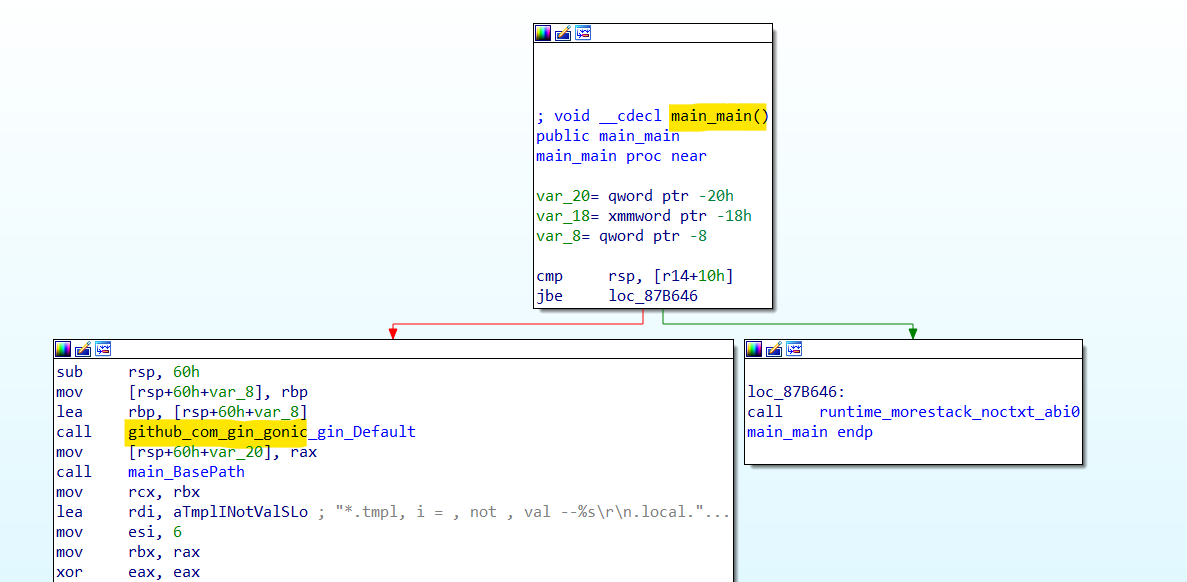 ; void __cdecl main_main()
public main_main
main_main proc near
var_20= qword ptr -20h
var_18= xmmword ptr -18h
var_8= qword ptr -8
cmp     rsp, [r14+10h]
jbe     loc_87B646
sub     rsp, 60h
mov     [rsp+60h+var_8], rbp
lea     rbp, [rsp+60h+var_8]
call    github_com_gin_gonic_gin_Default
mov     [rsp+60h+var_20], rax
call    main_BasePath
mov     rcx, rbx
lea     rdi, aTmplINotValSLo ; "*.tmpl, i = , not , val --%s\r\n.local."...
mov     esi, 6
mov     rbx, rax
xor     eax, eax
loc_87B646:
call    runtime_morestack_noctxt_abi0
main_main endp